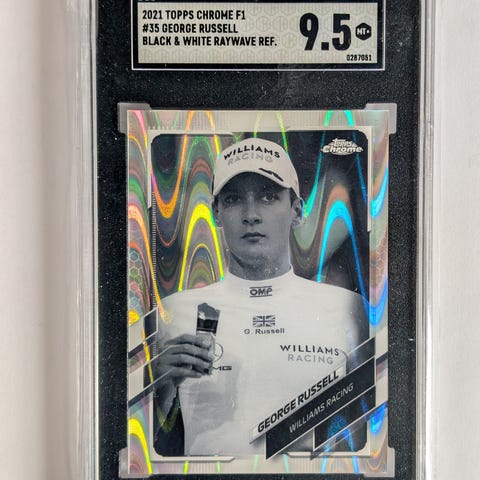 2021 TOPPS CHROME F1
#35 GEORGE RUSSELL
BLACK & WHITE RAYWAVE REF.
9.5
MT+
0287051
Topps
Chrome
WILLIAMS
RACING
OMP
G. Russell
WILLIAMS
RACING
MG
GEORGE RUSSELL
WILLIAMS RACING